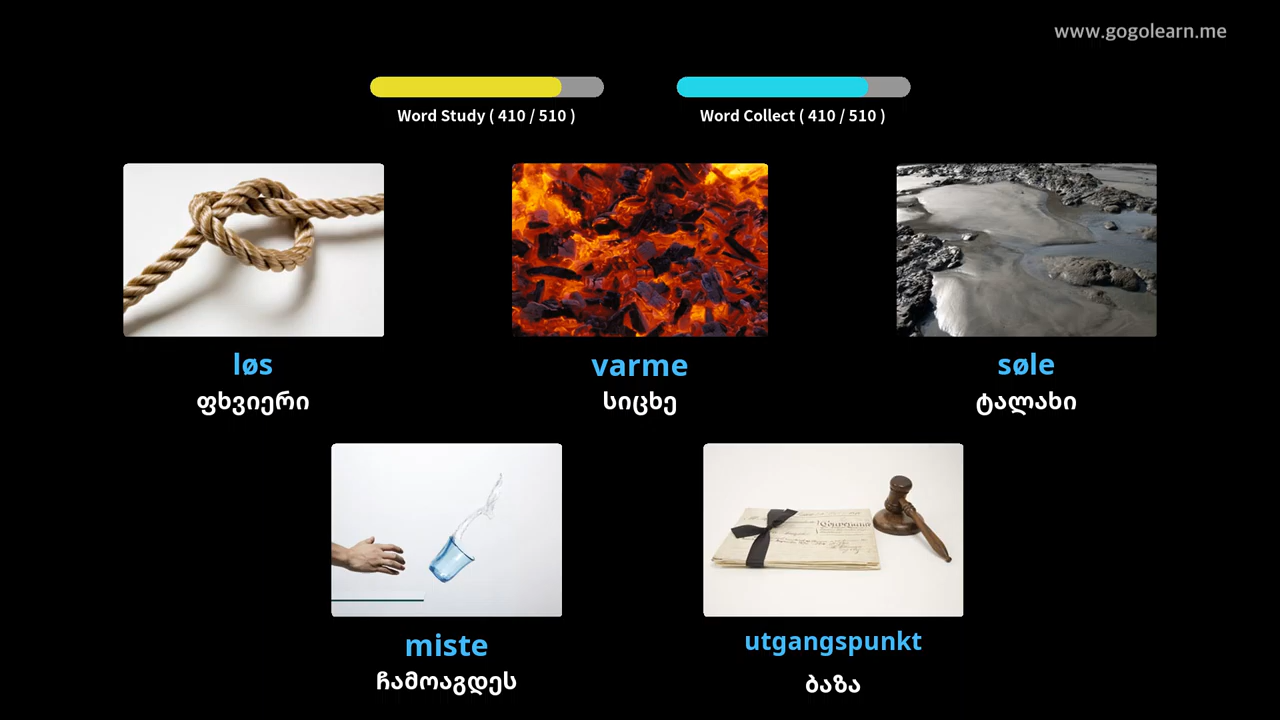 www.gogolearn.me
Word Study ( 410 / 510 )
Word Collect ( 410 / 510 )
løs
ფხვიერი
varme
სიცხე
søle
ტალახი
miste
ჩამოაგდეს
utgangspunkt
ბაზა